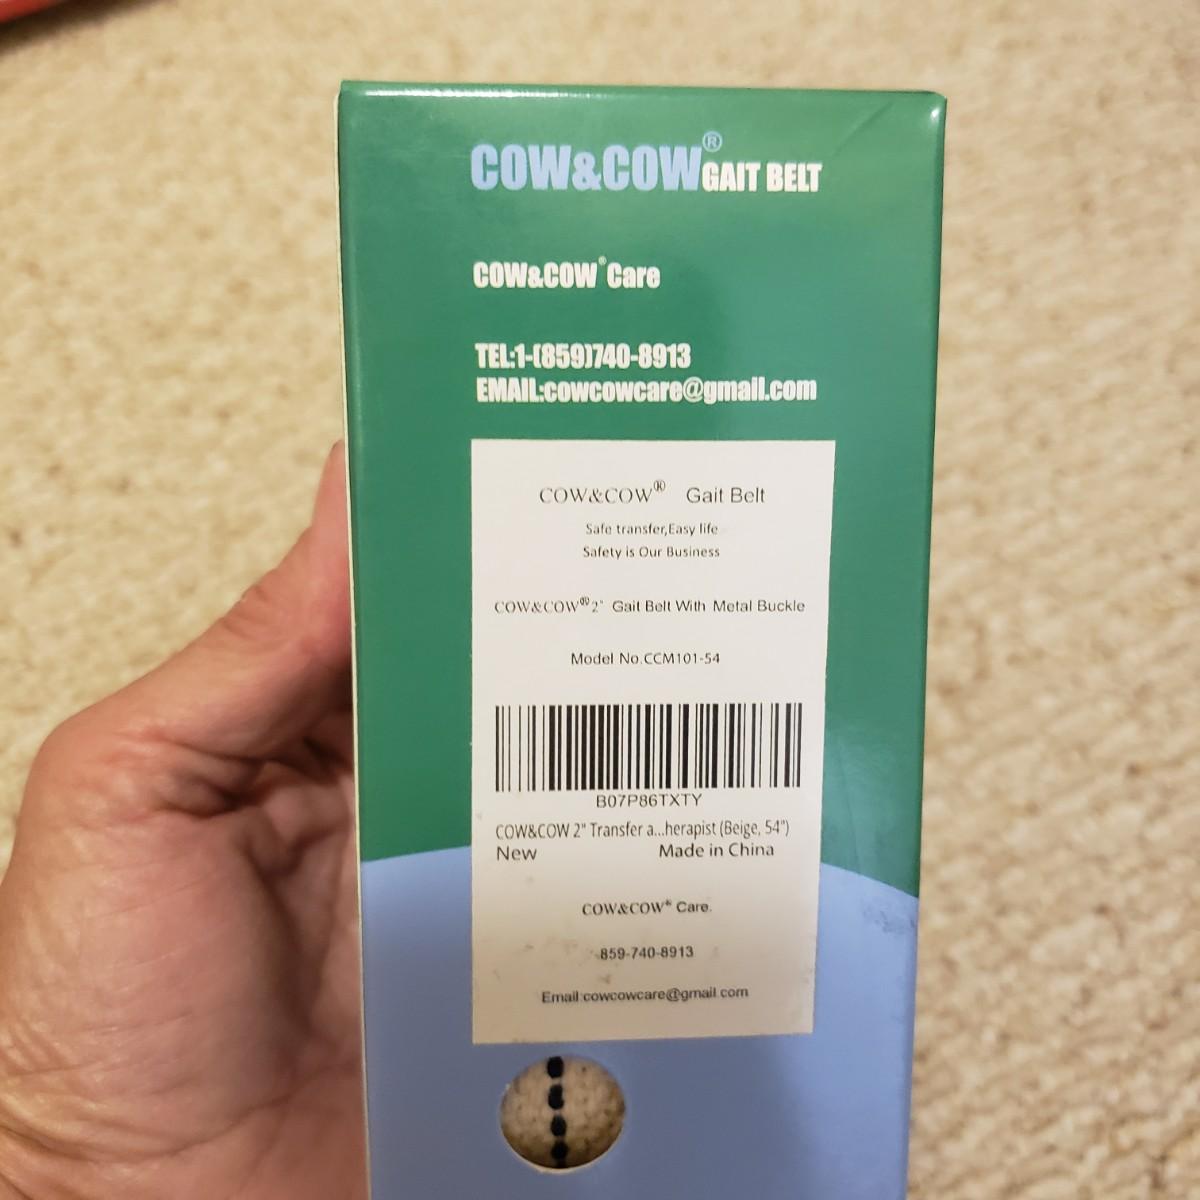 COW&COW® GAIT BELT
COW&COW® Care
TEL:1-(859)740-8913
EMAIL:cowcowcare@gmail.com
COW&COW® Gait Belt
Safe transfer,Easy life
Safety is Our Business
COW&COW® 2" Gait Belt With Metal Buckle
Model No.CCM101-54
B07P86TXTY
COW&COW 2" Transfer a...herapist (Beige, 54")
New Made in China
COW&COW® Care.
859-740-8913
Email:cowcowcare@gmail.com